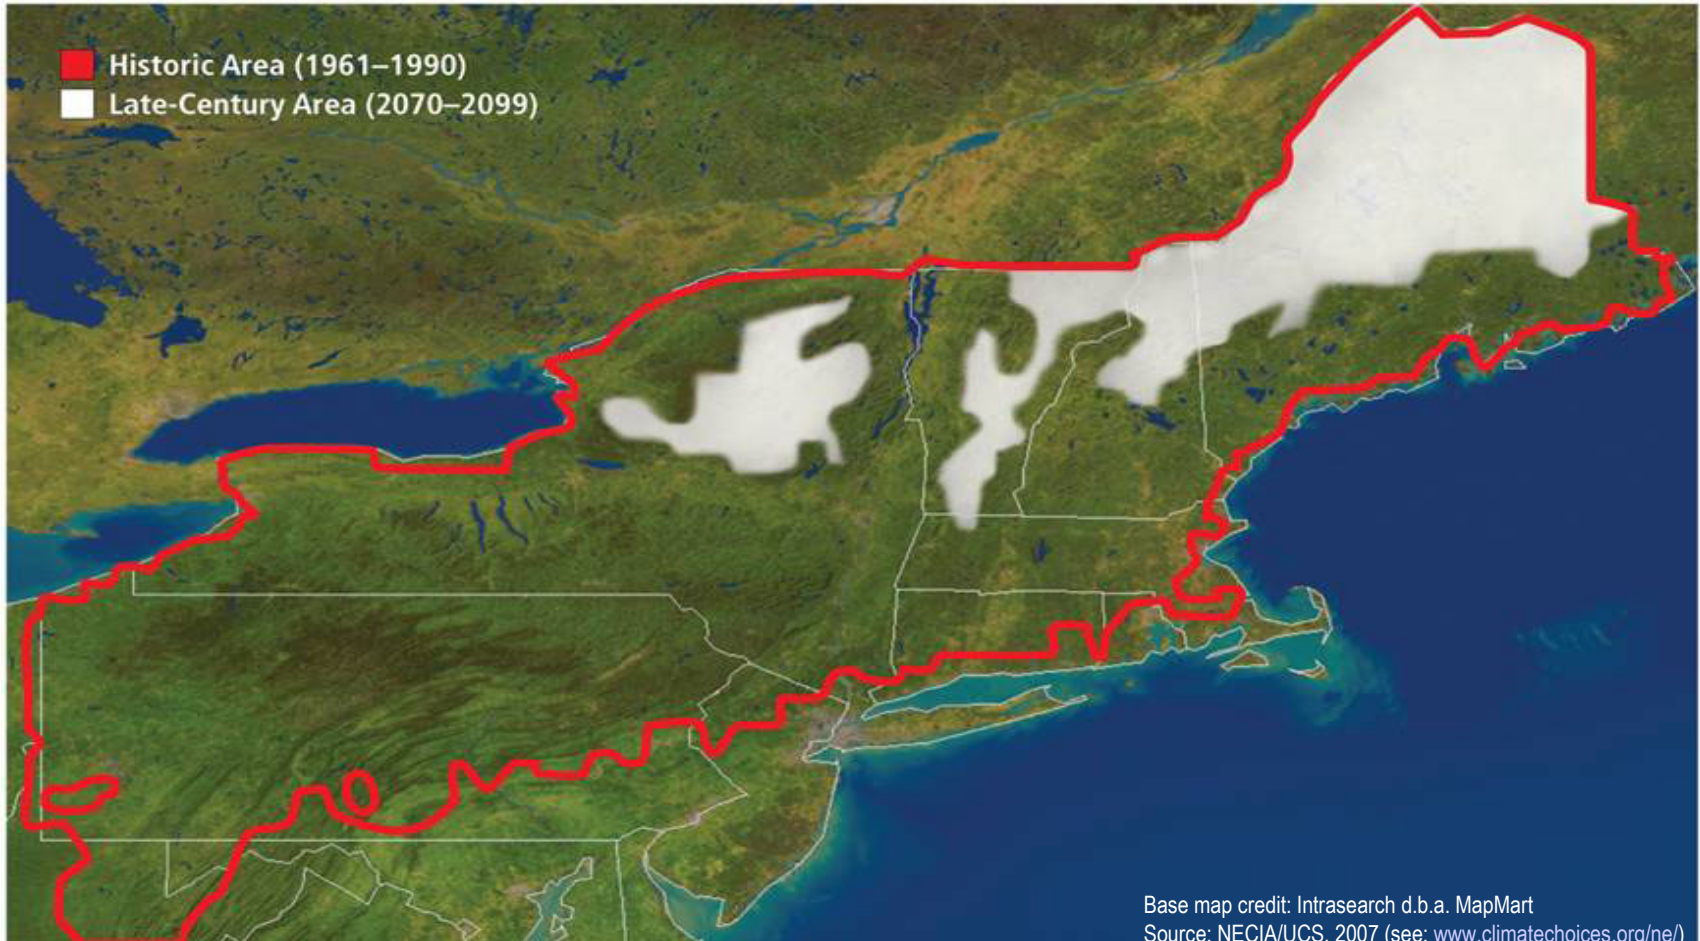 Historic Area (1961–1990)
Late-Century Area (2070–2099)
Base map credit: Intrasearch d.b.a. MapMart
Source: NECIA/UCS, 2007 (see: www.climatechoices.org/ne/)